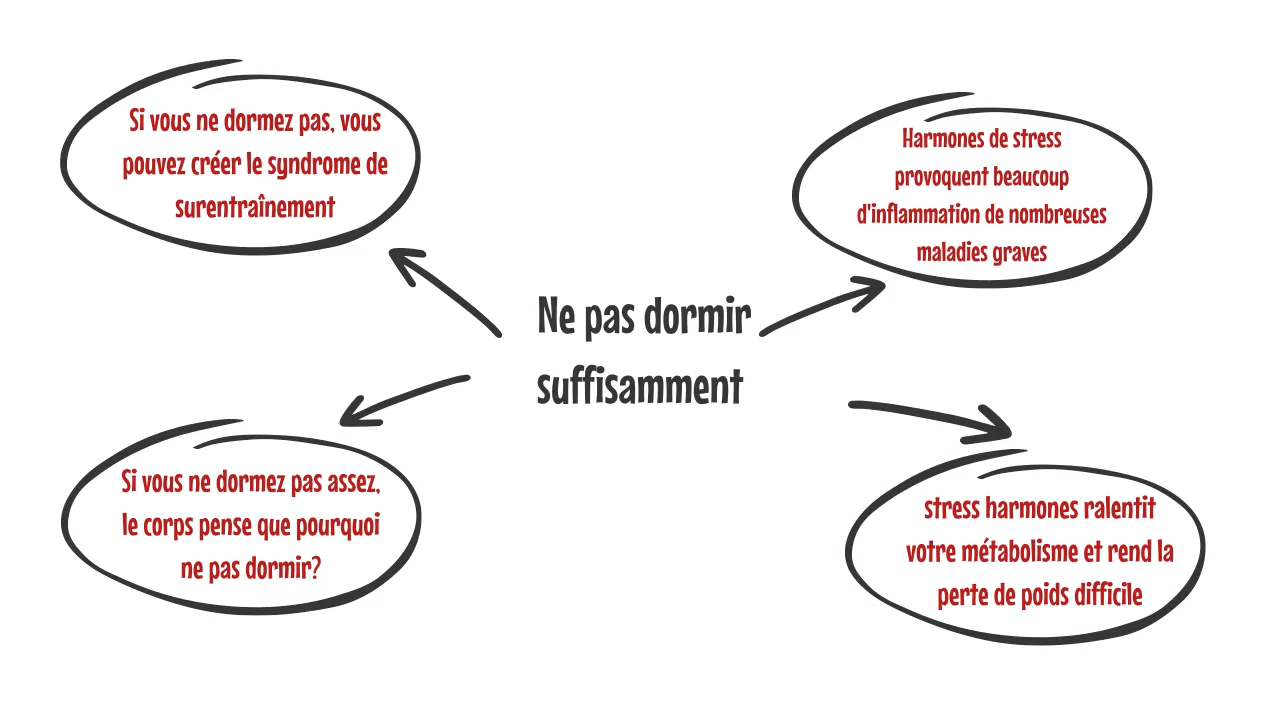 Si vous ne dormez pas, vous
pouvez créer le syndrome de
surentraînement
Harmones de stress
provoquent beaucoup
d'inflammation de nombreuses
maladies graves
Ne pas dormir
suffisamment
Si vous ne dormez pas assez,
le corps pense que pourquoi
ne pas dormir?
stress harmones ralentit
votre métabolisme et rend la
perte de poids difficile